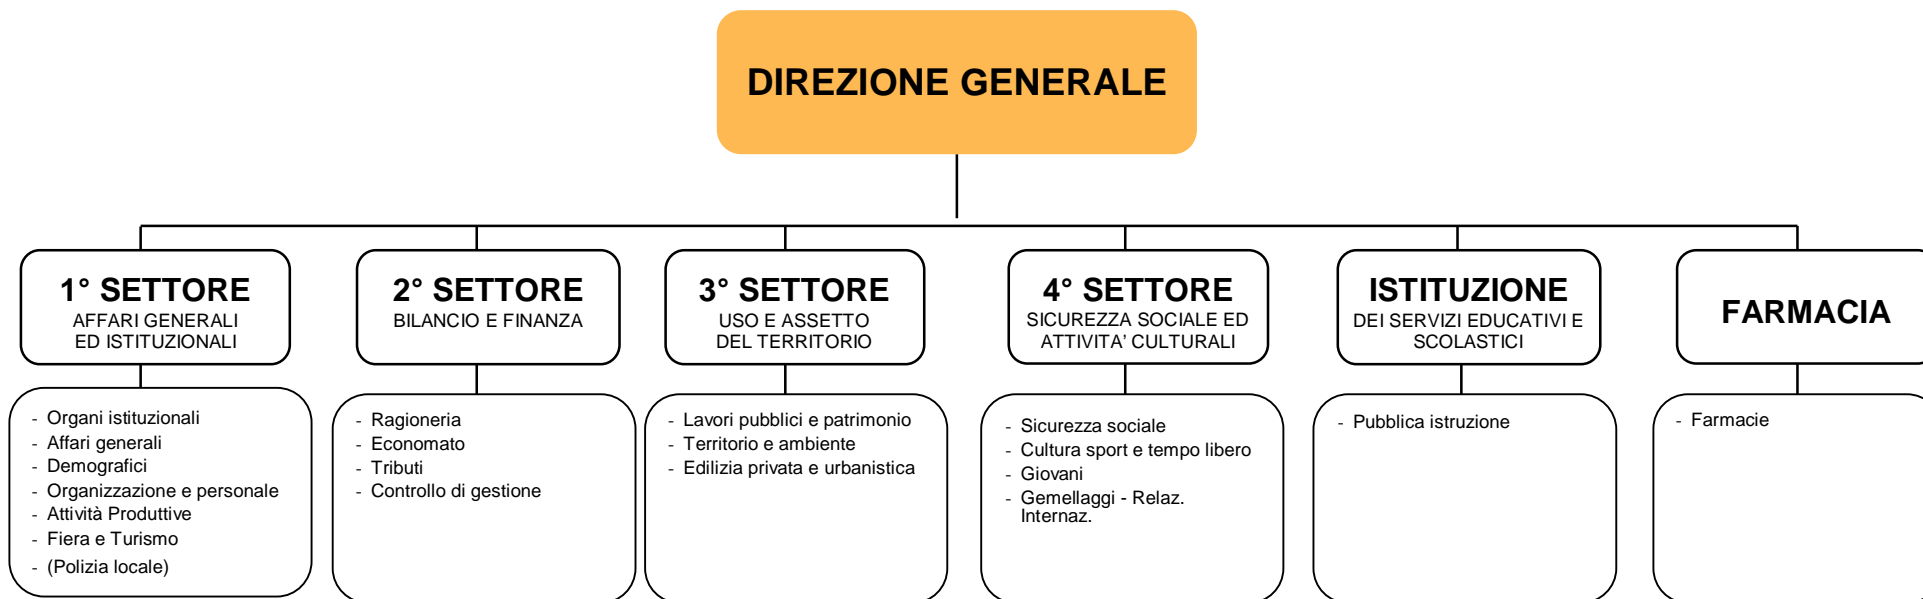 DIREZIONE GENERALE
1° SETTORE
AFFARI GENERALI
ED ISTITUZIONALI
2° SETTORE
BILANCIO E FINANZA
3° SETTORE
USO E ASSETTO
DEL TERRITORIO
4° SETTORE
SICUREZZA SOCIALE ED
ATTIVITA’ CULTURALI
ISTITUZIONE
DEI SERVIZI EDUCATIVI E
SCOLASTICI
FARMACIA
- Organi istituzionali
- Affari generali
- Demografici
- Organizzazione e personale
- Attività Produttive
- Fiera e Turismo
- (Polizia locale)
- Ragioneria
- Economato
- Tributi
- Controllo di gestione
- Lavori pubblici e patrimonio
- Territorio e ambiente
- Edilizia privata e urbanistica
- Sicurezza sociale
- Cultura sport e tempo libero
- Giovani
- Gemellaggi - Relaz.
Internaz.
- Pubblica istruzione
- Farmacie